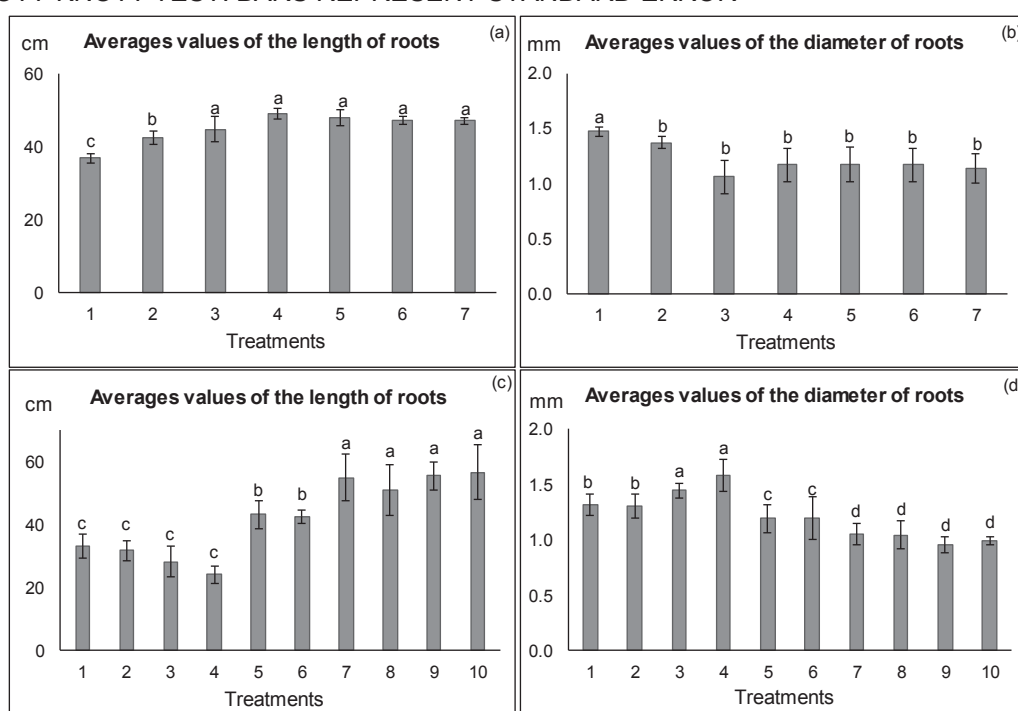 BARS REPRESENT STANDARD ERROR
cm
Averages values of the length of roots
(a)
60
40
20
0
c
b
a
a
a
a
a
1 2 3 4 5 6 7
Treatments
mm
Averages values of the diameter of roots
(b)
2.0
1.5
1.0
0.5
0.0
a
b
b
b
b
b
b
1 2 3 4 5 6 7
Treatments
cm
Averages values of the length of roots
(c)
60
40
20
0
c
c
c
c
b
b
a
a
a
a
1 2 3 4 5 6 7 8 9 10
Treatments
mm
Averages values of the diameter of roots
(d
2.0
1.5
1.0
0.5
0.0
b
b
a
a
c
c
d
d
d
d
1 2 3 4 5 6 7 8 9 10
Treatments